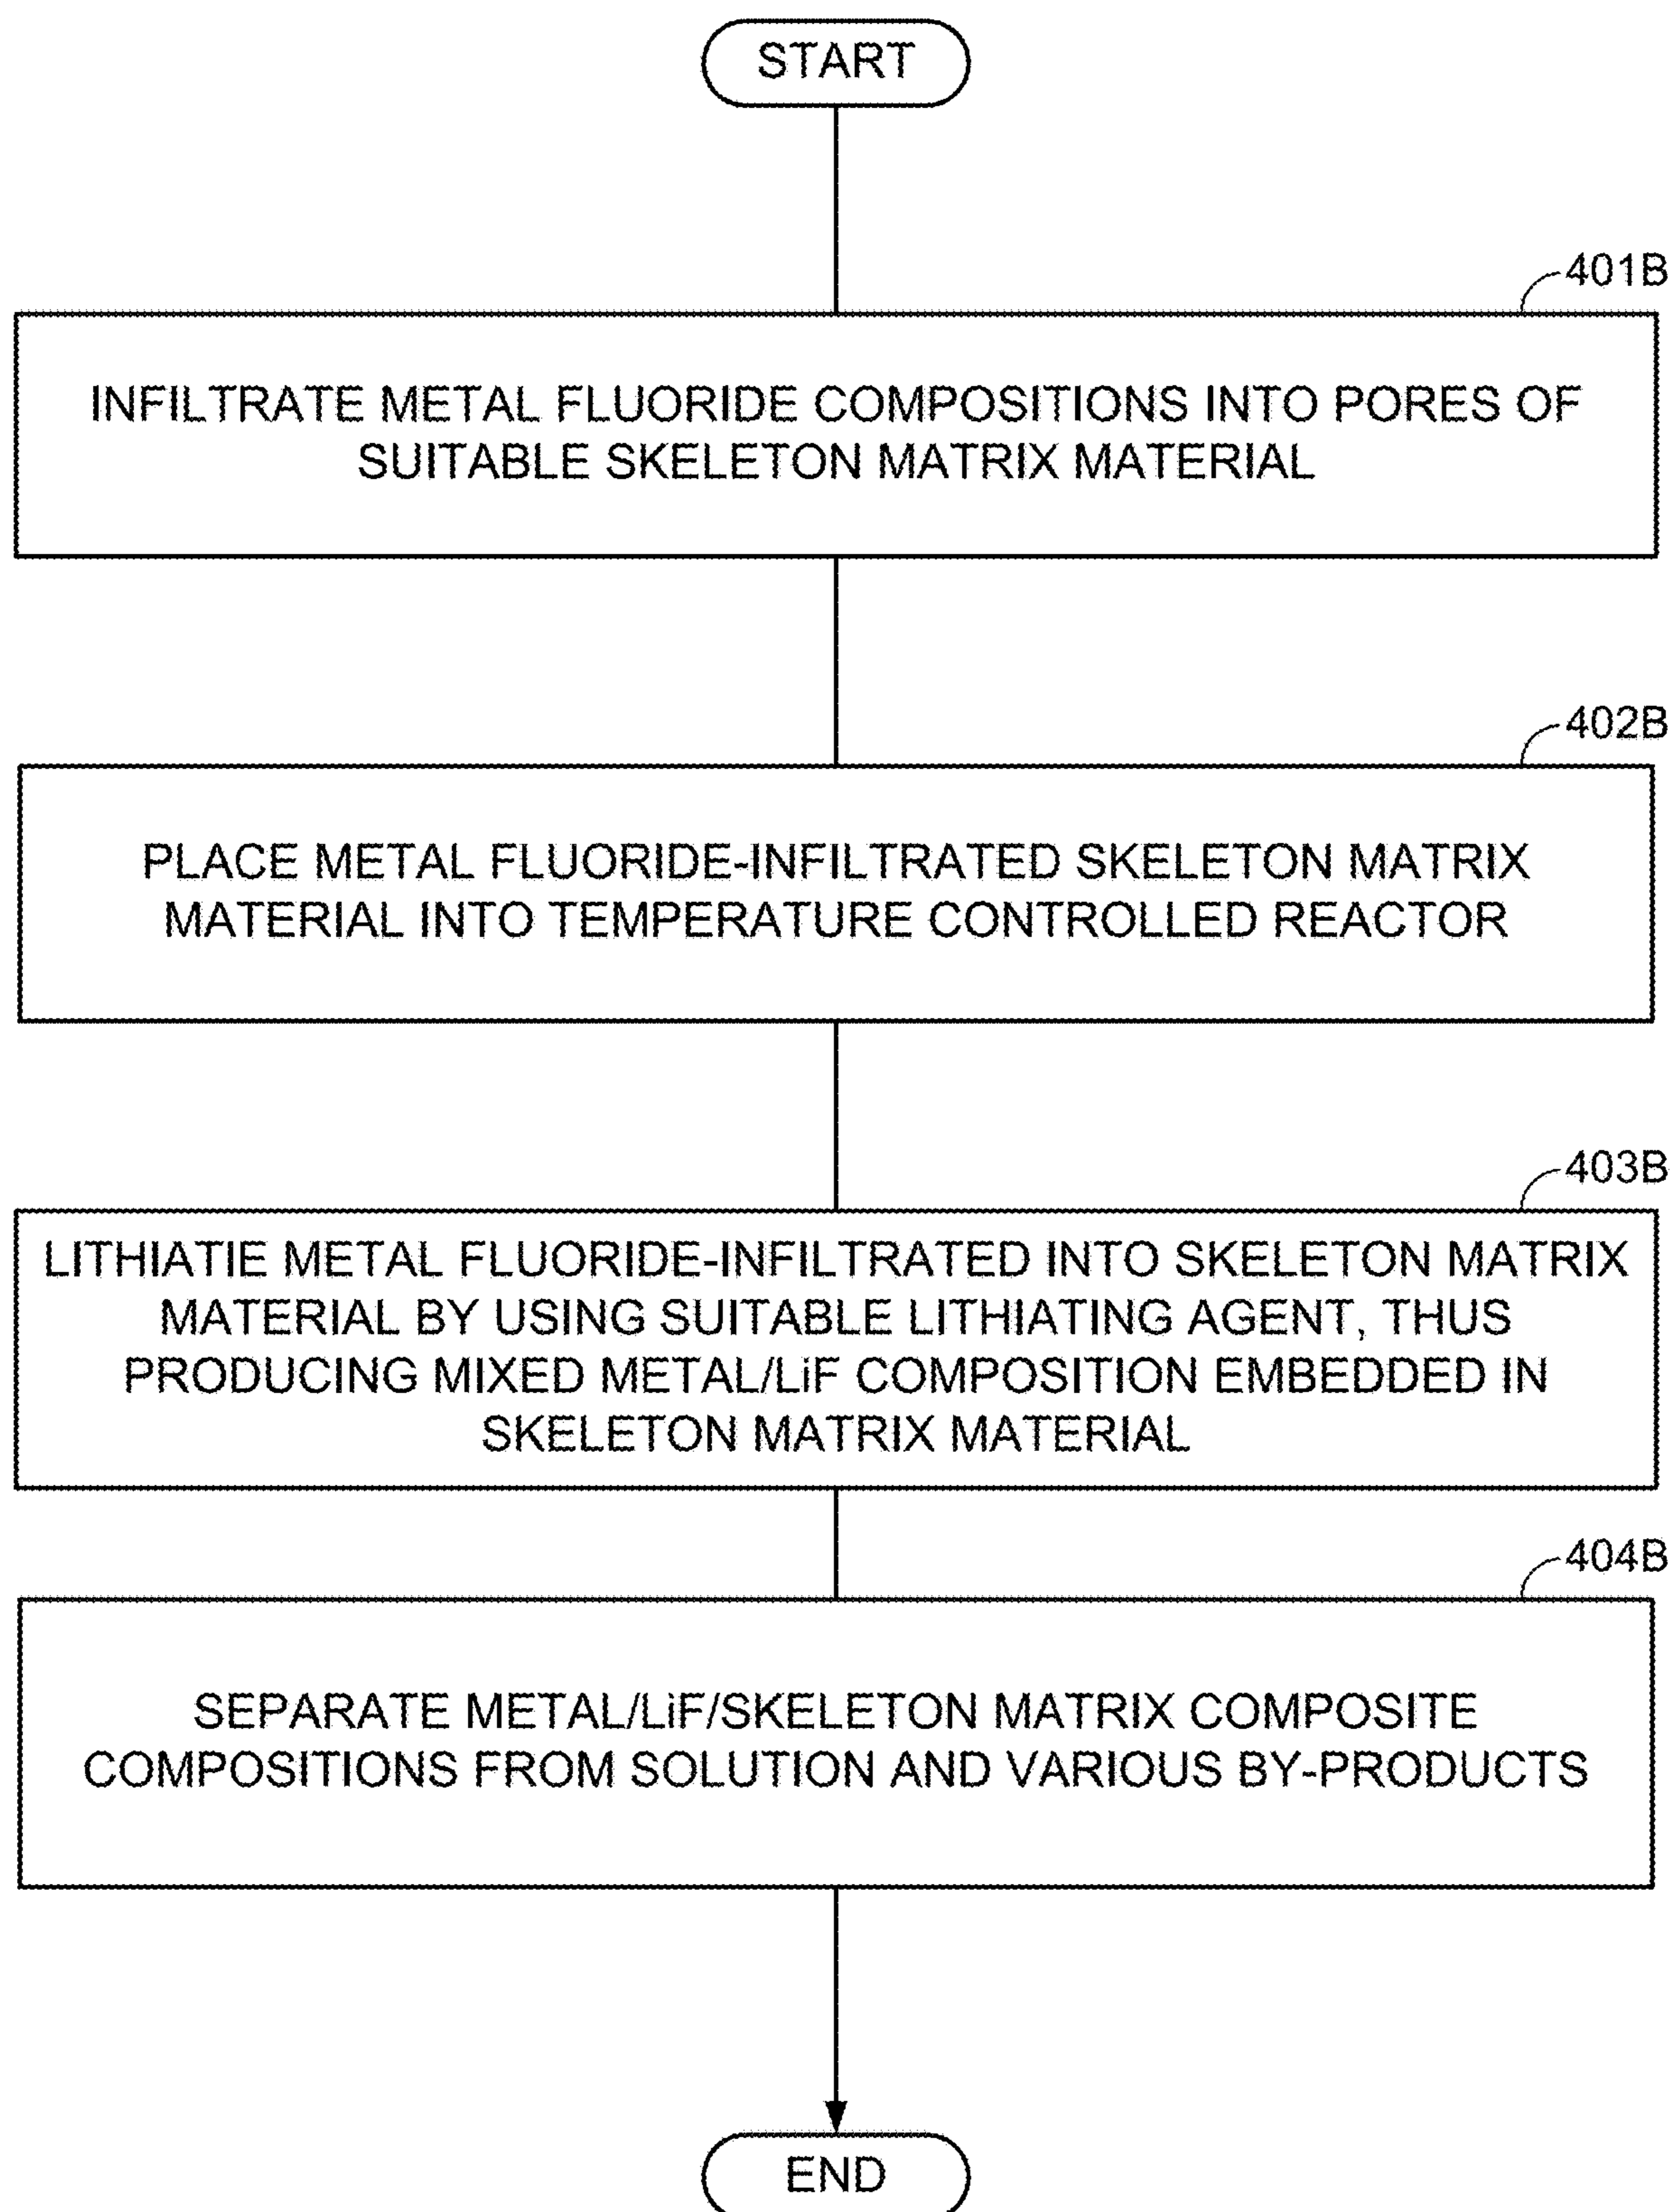 START
401B
INFILTRATE METAL FLUORIDE COMPOSITIONS INTO PORES OF
SUITABLE SKELETON MATRIX MATERIAL
402B
PLACE METAL FLUORIDE-INFILTRATED SKELETON MATRIX
MATERIAL INTO TEMPERATURE CONTROLLED REACTOR
403B
LITHIATIE METAL FLUORIDE-INFILTRATED INTO SKELETON MATRIX
MATERIAL BY USING SUITABLE LITHIATING AGENT, THUS
PRODUCING MIXED METAL/LiF COMPOSITION EMBEDDED IN
SKELETON MATRIX MATERIAL
404B
SEPARATE METAL/LiF/SKELETON MATRIX COMPOSITE
COMPOSITIONS FROM SOLUTION AND VARIOUS BY-PRODUCTS
END